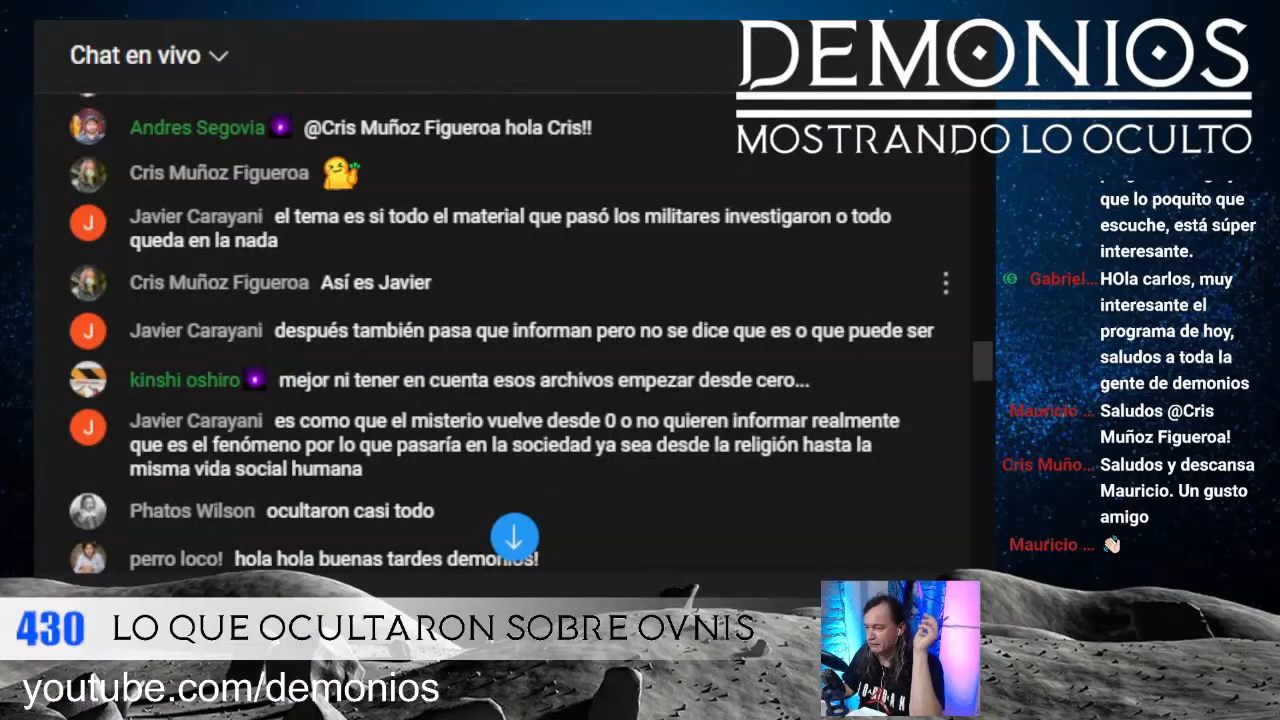 Chat en vivo
DEMONIOS
MOSTRANDO LO OCULTO
Andres Segovia @Cris Muñoz Figueroa hola Cris!!
Cris Muñoz Figueroa
J
Javier Carayani el tema es si todo el material que pasó los militares investigaron o todo
queda en la nada
Cris Muñoz Figueroa Así es Javier
J
Javier Carayani después también pasa que informan pero no se dice que es o que puede ser
kinshi oshiro mejor ni tener en cuenta esos archivos empezar desde cero...
J
Javier Carayani es como que el misterio vuelve desde 0 o no quieren informar realmente
que es el fenómeno por lo que pasaría en la sociedad ya sea desde la religión hasta la
misma vida social humana
Phatos Wilson ocultaron casi todo
perro loco! hola hola buenas tardes demonios!
que lo poquito que
escuche, está súper
interesante.
Gabriel... HOla carlos, muy
interesante el
programa de hoy,
saludos a toda la
gente de demonios
Mauricio ... Saludos @Cris
Muñoz Figueroa!
Cris Muño... Saludos y descansa
Mauricio. Un gusto
amigo
Mauricio ...
430 LO QUE OCULTARON SOBRE OVNIS
youtube.com/demonios